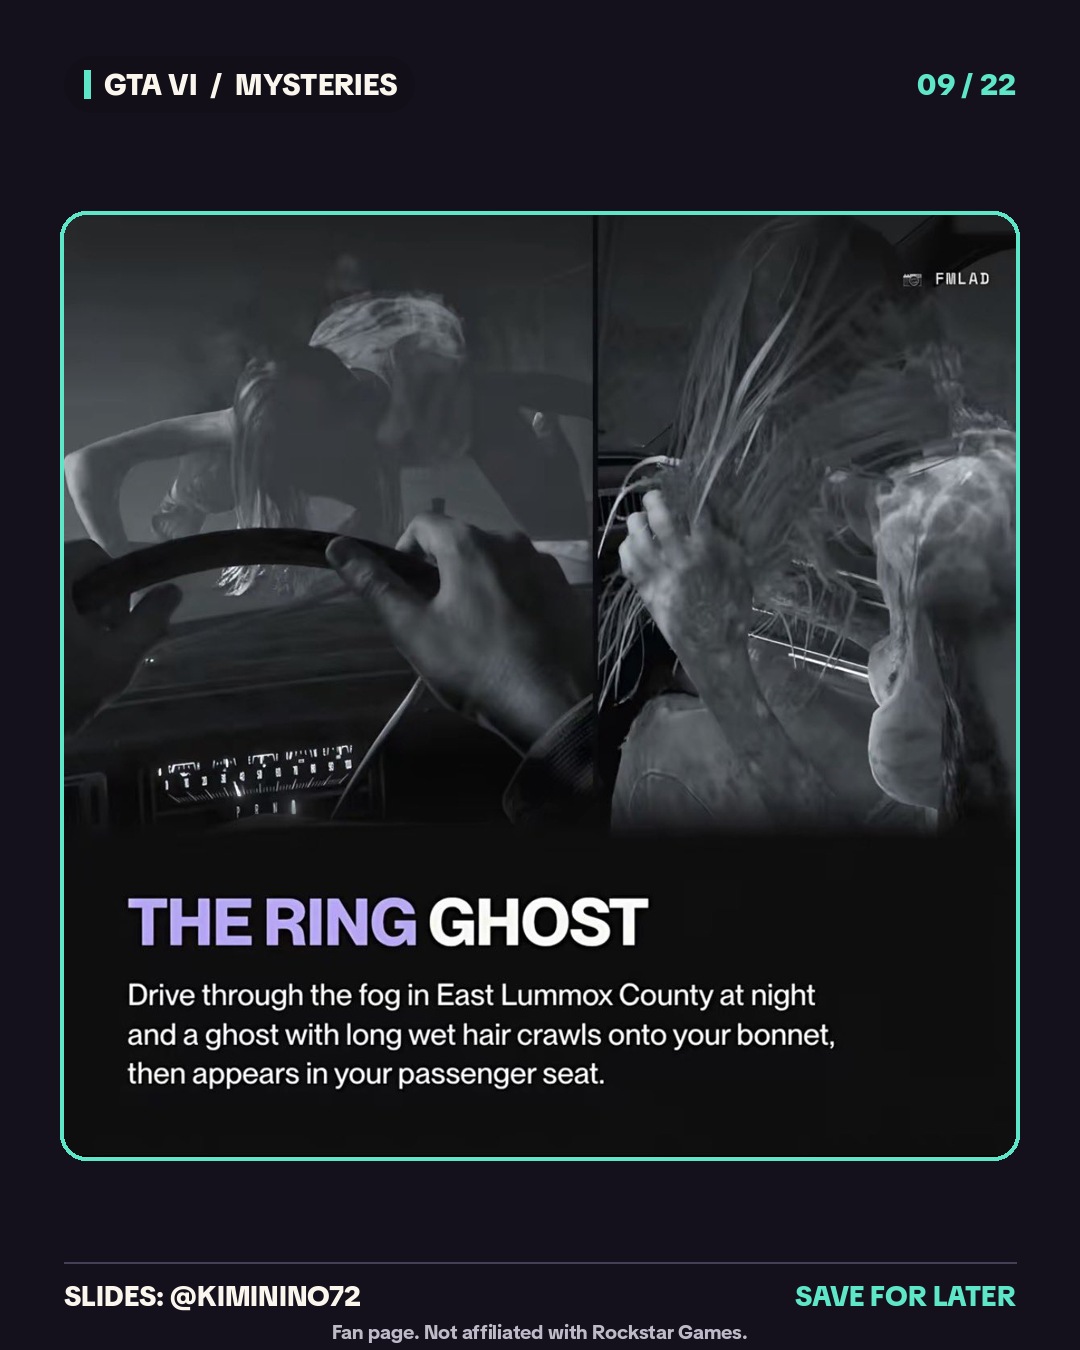 GTA VI / MYSTERIES
09 / 22
FMLAD
THE RING GHOST
Drive through the fog in East Lummox County at night
and a ghost with long wet hair crawls onto your bonnet,
then appears in your passenger seat.
SLIDES: @KIMININO72
SAVE FOR LATER
Fan page. Not affiliated with Rockstar Games.